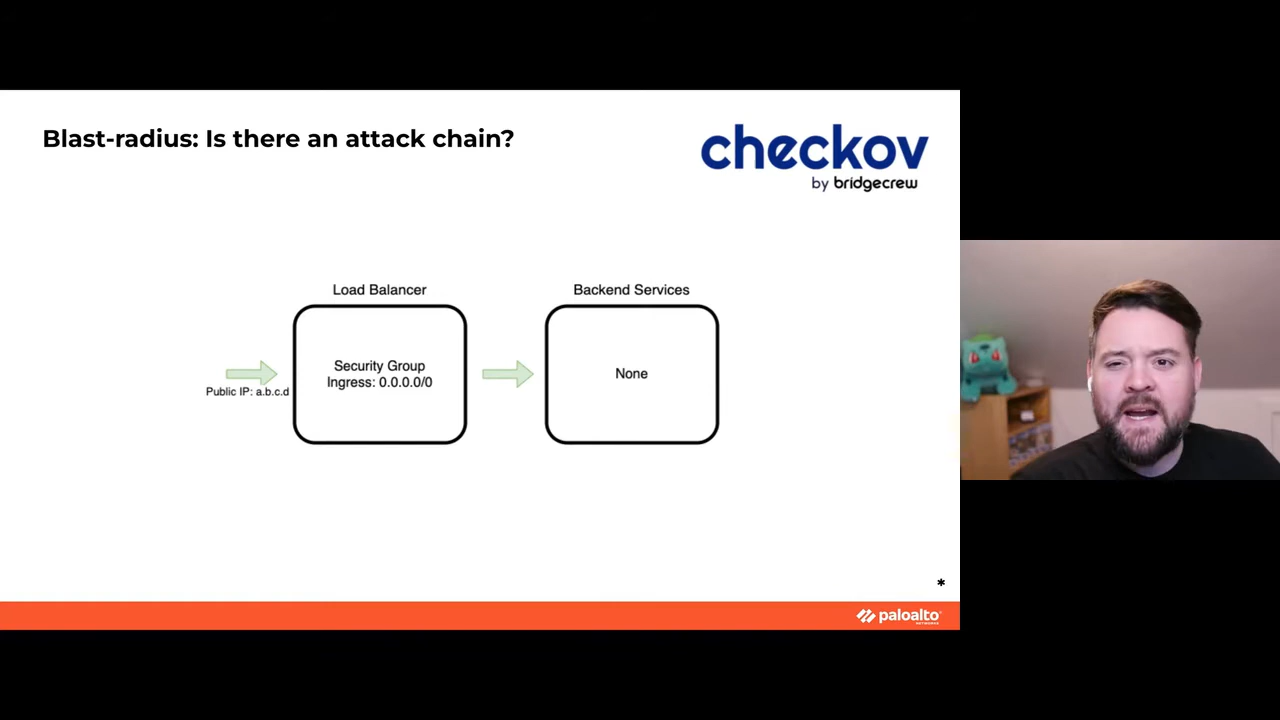 Blast-radius: Is there an attack chain?
checkov
by bridgecrew
Load Balancer
Backend Services
Security Group
Ingress: 0.0.0.0/0
None
Public IP: a.b.c.d
*
paloalto
NETWORKS